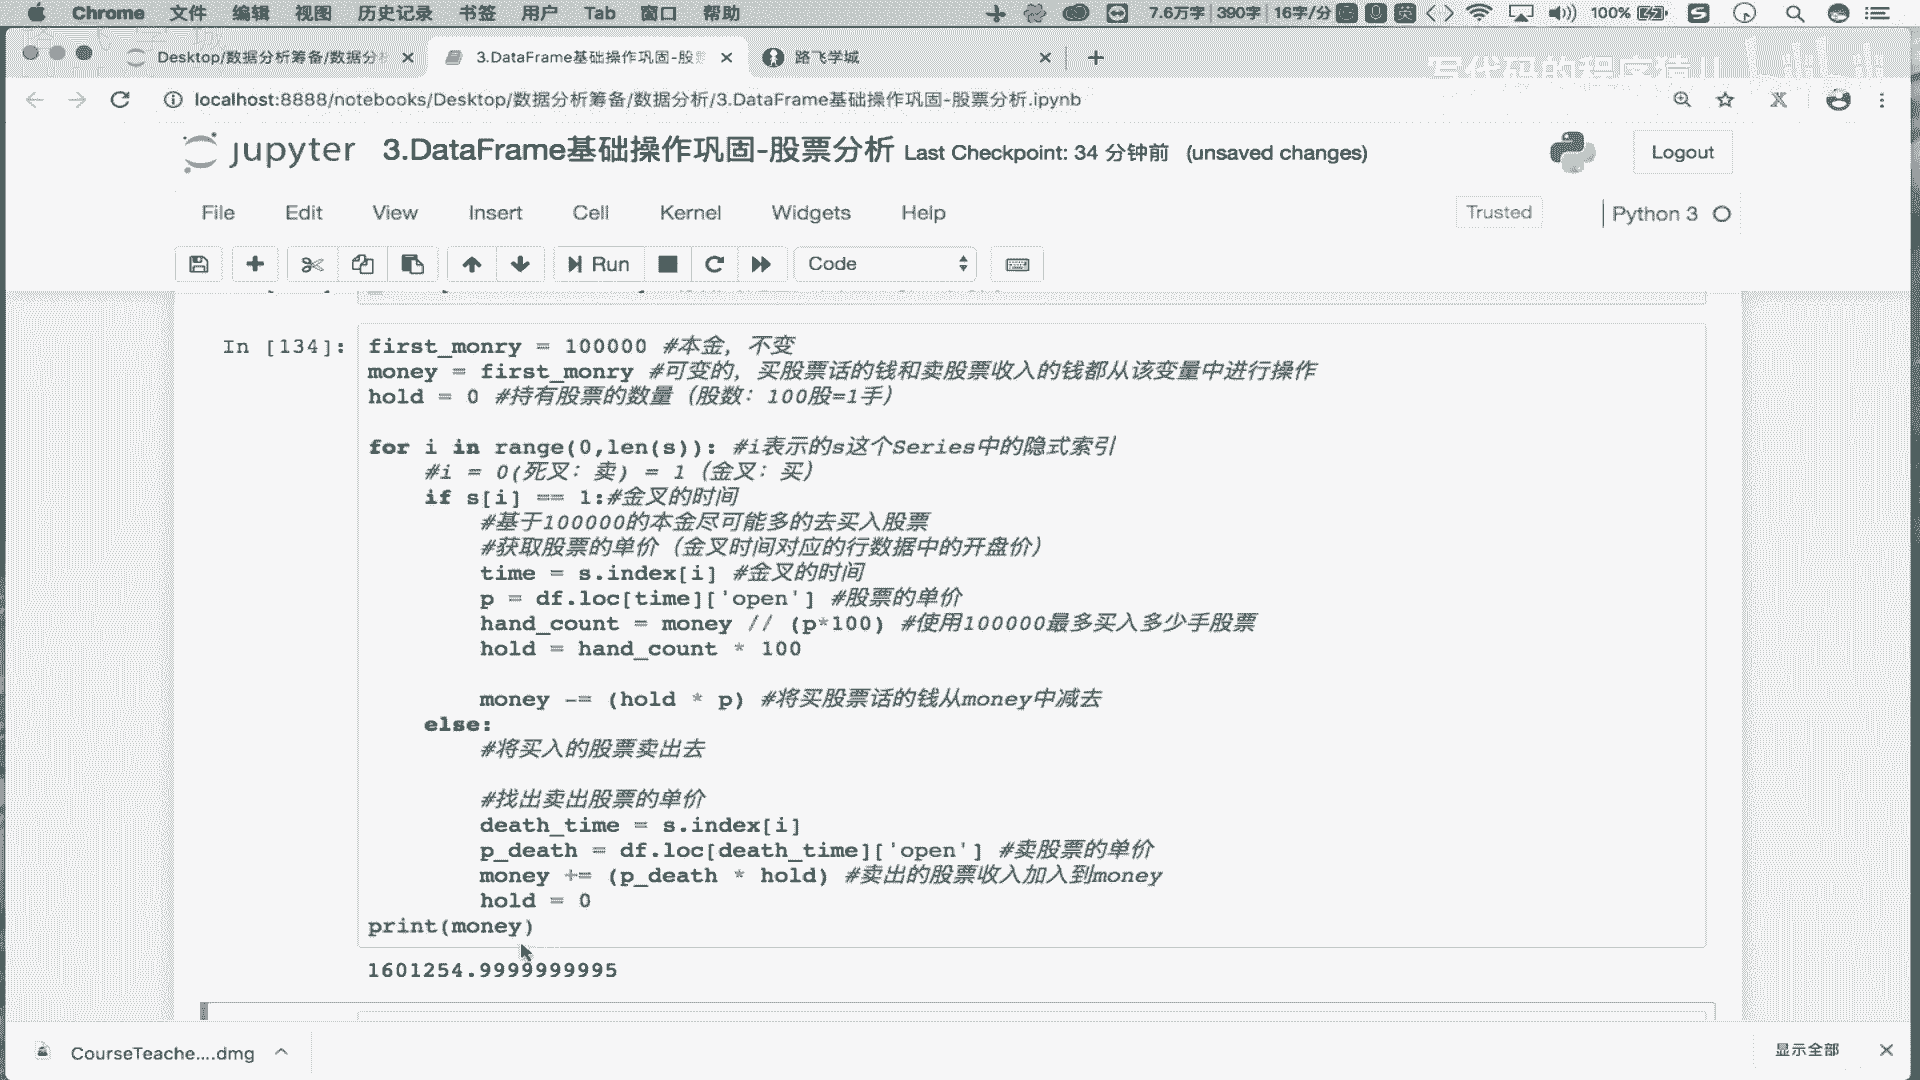 Chrome 文件 编辑 视图 历史记录 书签 用户 Tab 窗口 帮助 7.6万字 390字 16字/分 英 100%
Desktop/数据分析筹备/数据分析 3.DataFrame基础操作巩固-股票 路飞学城
写代码的程序猿JJ bilibili
localhost:8888/notebooks/Desktop/数据分析筹备/数据分析/3.DataFrame基础操作巩固-股票分析.ipynb
jupyter 3.DataFrame基础操作巩固-股票分析 Last Checkpoint: 34 分钟前 (unsaved changes) Logout
File Edit View Insert Cell Kernel Widgets Help Trusted Python 3
Run Code
In [134]: first_monry = 100000 #本金，不变
money = first_monry #可变的，买股票话的钱和卖股票收入的钱都从该变量中进行操作
hold = 0 #持有股票的数量（股数：100股=1手）
for i in range(0,len(s)): #i表示的s这个Series中的隐式索引
#i = 0(死叉：卖) = 1（金叉：买）
if s[i] == 1:#金叉的时间
#基于100000的本金尽可能多的去买入股票
#获取股票的单价（金叉时间对应的行数据中的开盘价）
time = s.index[i] #金叉的时间
p = df.loc[time]['open'] #股票的单价
hand_count = money // (p*100) #使用100000最多买入多少手股票
hold = hand_count * 100
money -= (hold * p) #将买股票话的钱从money中减去
else:
#将买入的股票卖出去
#找出卖出股票的单价
death_time = s.index[i]
p_death = df.loc[death_time]['open'] #卖股票的单价
money += (p_death * hold) #卖出的股票收入加入到money
hold = 0
print(money)
1601254.9999999995
CourseTeache....dmg 显示全部